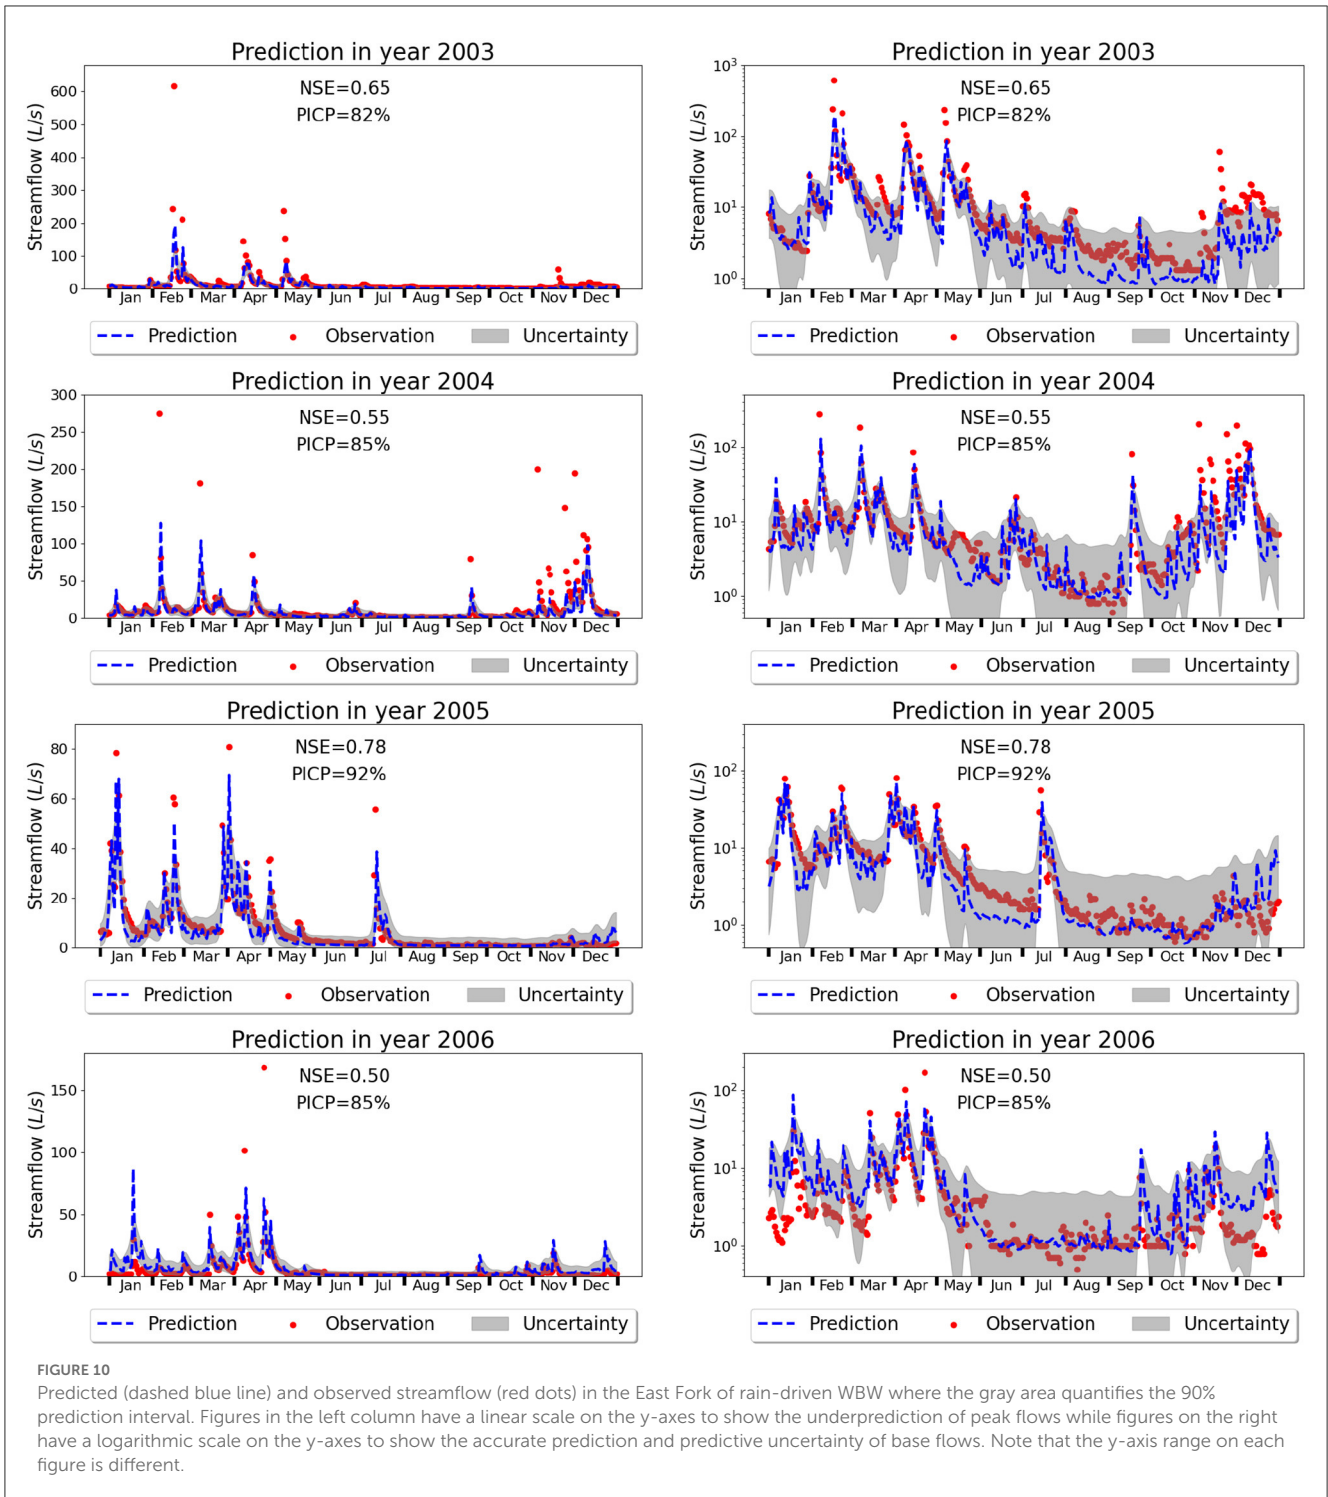 Prediction in year 2003
NSE=0.65
PICP=82%
Streamflow (L/s)
600
500
400
300
200
100
0
Jan Feb Mar Apr May Jun Jul Aug Sep Oct Nov Dec
Prediction Observation Uncertainty
Prediction in year 2003
NSE=0.65
PICP=82%
Streamflow (L/s)
10³
10²
10¹
10⁰
Jan Feb Mar Apr May Jun Jul Aug Sep Oct Nov Dec
Prediction Observation Uncertainty
Prediction in year 2004
NSE=0.55
PICP=85%
Streamflow (L/s)
300
250
200
150
100
50
0
Jan Feb Mar Apr May Jun Jul Aug Sep Oct Nov Dec
Prediction Observation Uncertainty
Prediction in year 2004
NSE=0.55
PICP=85%
Streamflow (L/s)
10²
10¹
10⁰
Jan Feb Mar Apr May Jun Jul Aug Sep Oct Nov Dec
Prediction Observation Uncertainty
Prediction in year 2005
NSE=0.78
PICP=92%
Streamflow (L/s)
80
60
40
20
0
Jan Feb Mar Apr May Jun Jul Aug Sep Oct Nov Dec
Prediction Observation Uncertainty
Prediction in year 2005
NSE=0.78
PICP=92%
Streamflow (L/s)
10²
10¹
10⁰
Jan Feb Mar Apr May Jun Jul Aug Sep Oct Nov Dec
Prediction Observation Uncertainty
Prediction in year 2006
NSE=0.50
PICP=85%
Streamflow (L/s)
150
100
50
0
Jan Feb Mar Apr May Jun Jul Aug Sep Oct Nov Dec
Prediction Observation Uncertainty
Prediction in year 2006
NSE=0.50
PICP=85%
Streamflow (L/s)
10²
10¹
10⁰
Jan Feb Mar Apr May Jun Jul Aug Sep Oct Nov Dec
Prediction Observation Uncertainty
FIGURE 10
Predicted (dashed blue line) and observed streamflow (red dots) in the East Fork of rain-driven WBW where the gray area quantifies the 90%
prediction interval. Figures in the left column have a linear scale on the y-axes to show the underprediction of peak flows while figures on the right
have a logarithmic scale on the y-axes to show the accurate prediction and predictive uncertainty of base flows. Note that the y-axis range on each
figure is different.